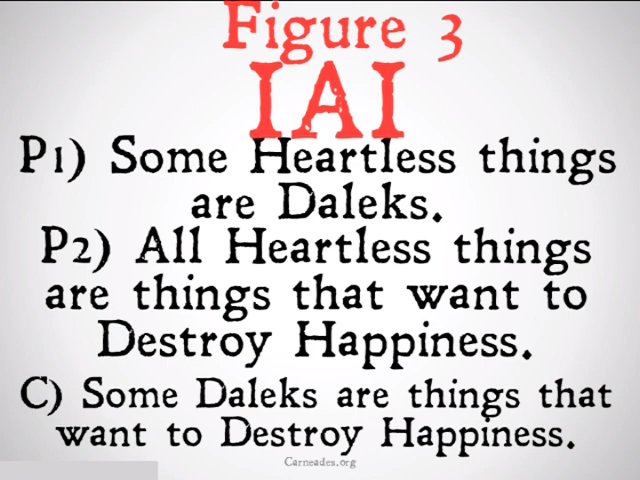 Figure 3
IAI
P1) Some Heartless things
are Daleks.
P2) All Heartless things
are things that want to
Destroy Happiness.
C) Some Daleks are things that
want to Destroy Happiness.
Carneades.org